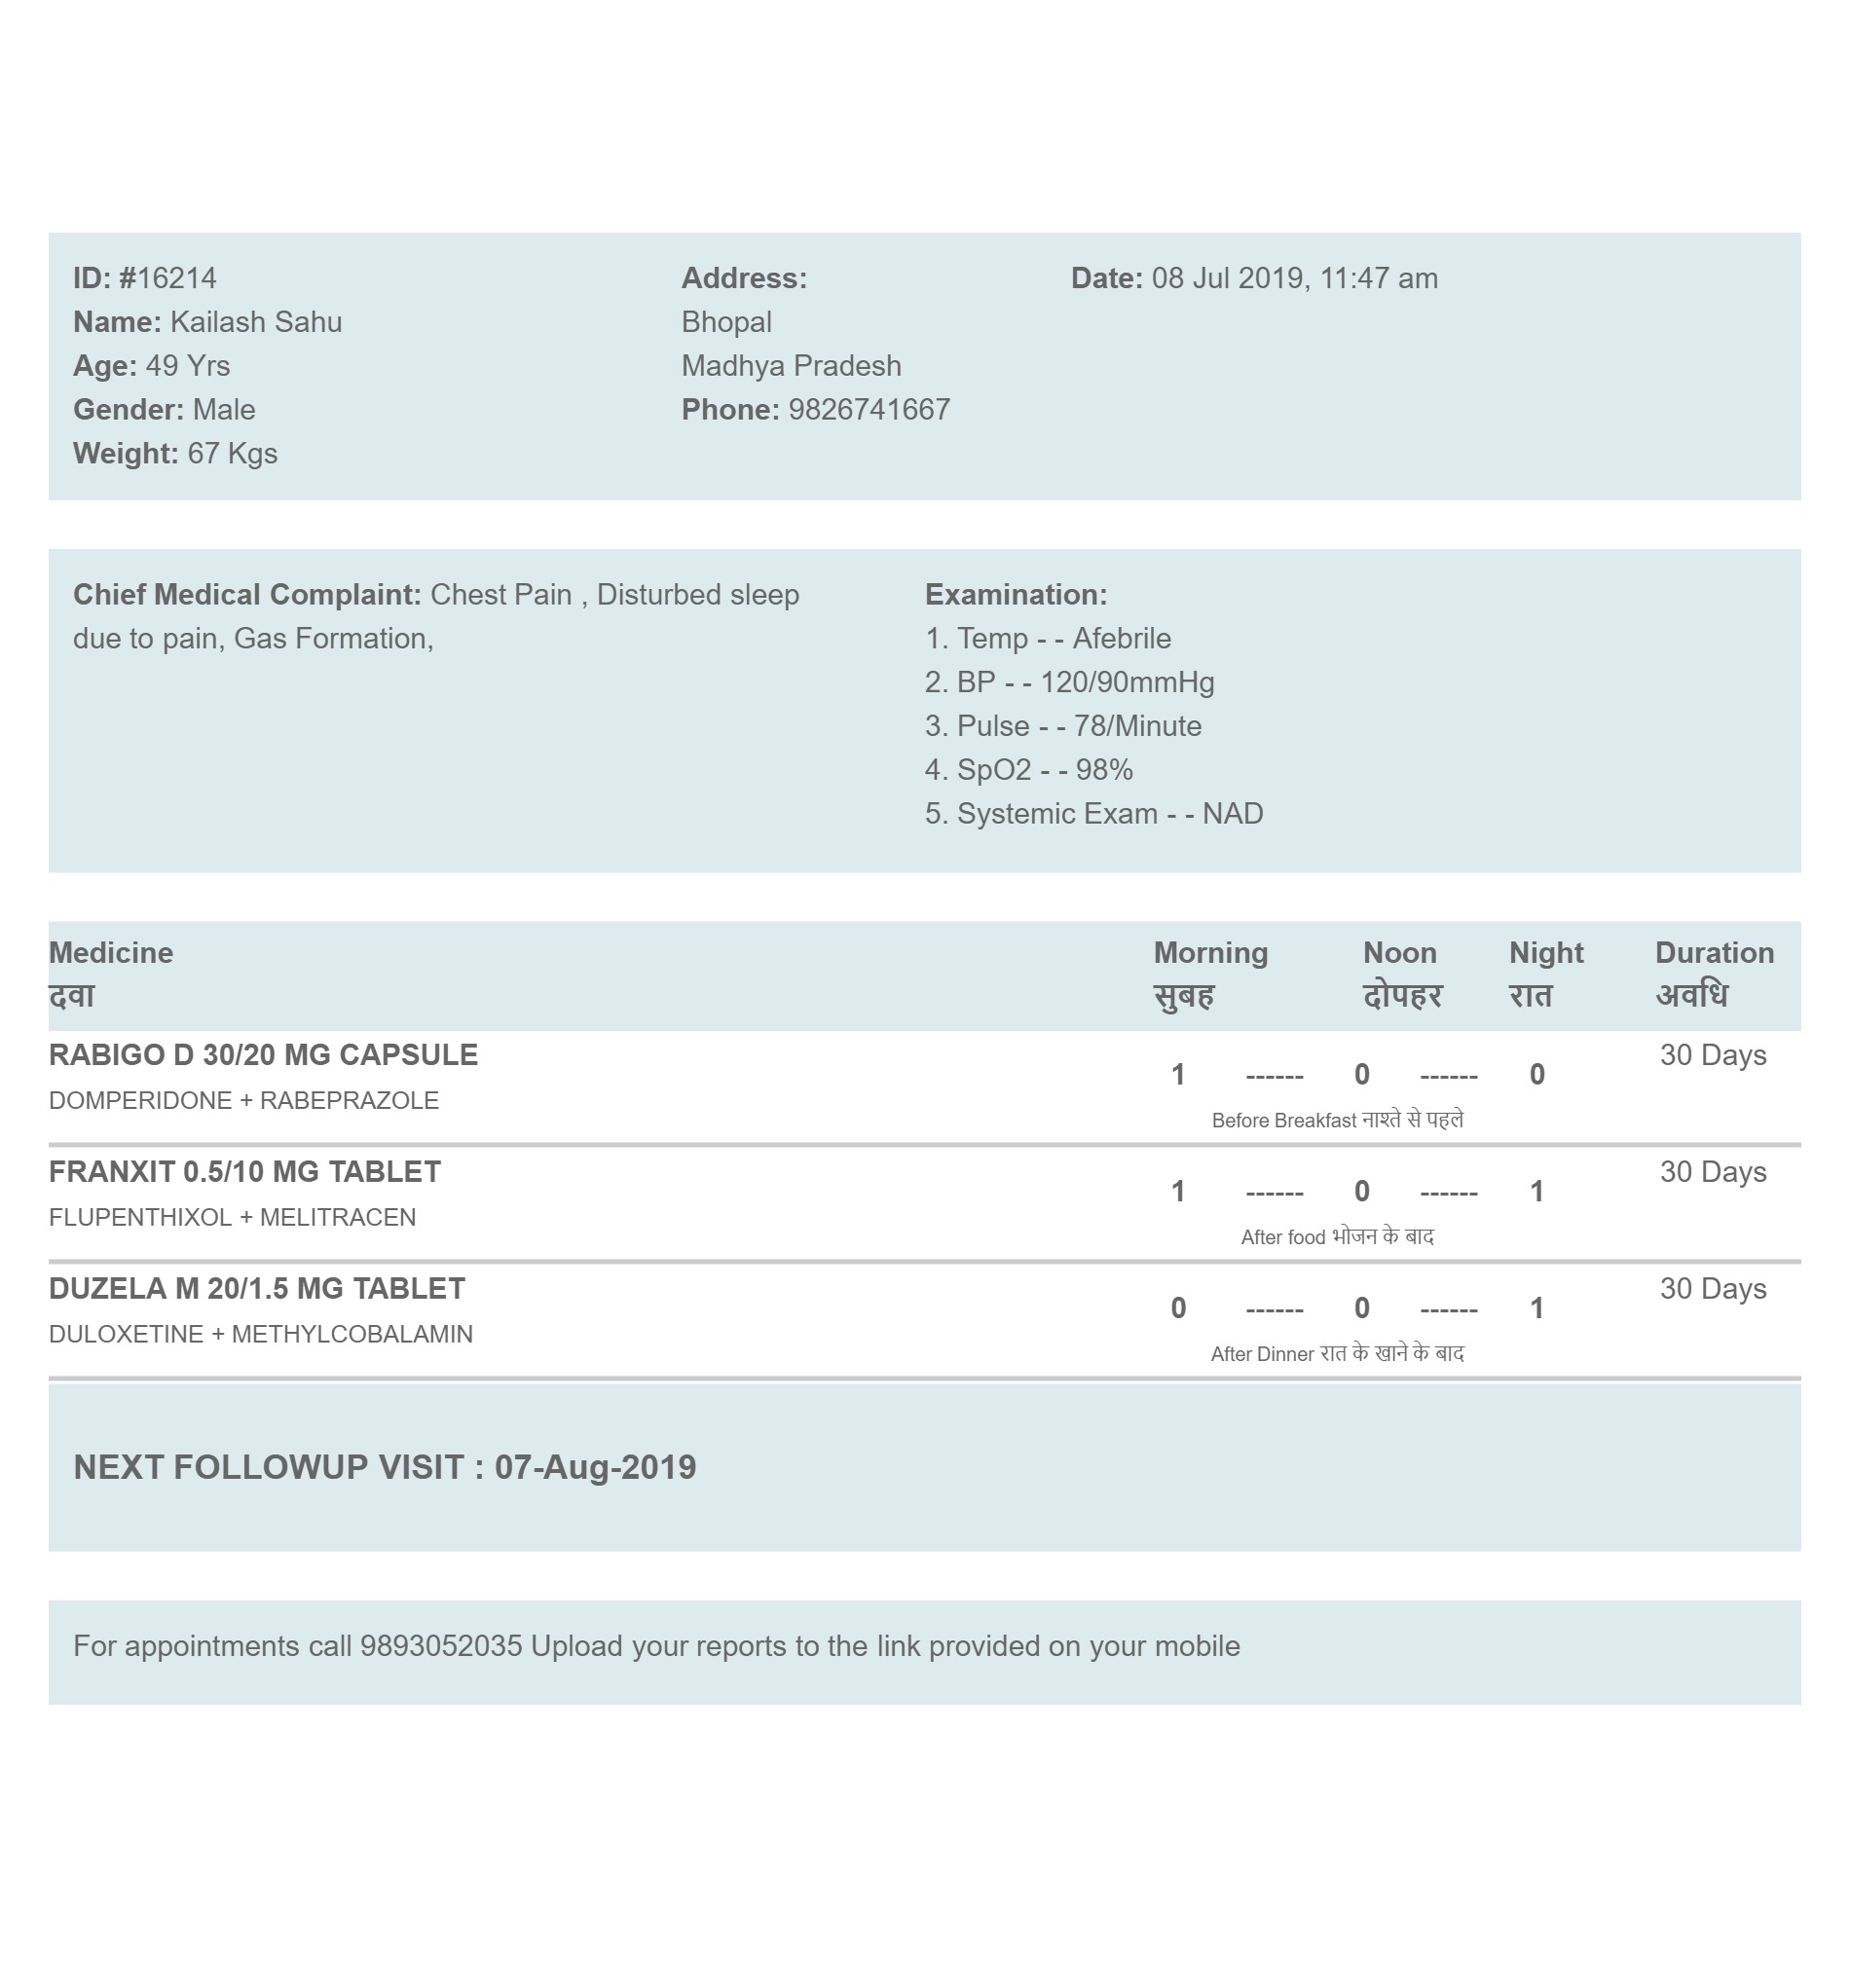 ID: #16214
Name: Kailash Sahu
Age: 49 Yrs
Gender: Male
Weight: 67 Kgs
Address:
Bhopal
Madhya Pradesh
Phone: 9826741667
Date: 08 Jul 2019, 11:47 am
Chief Medical Complaint: Chest Pain , Disturbed sleep
due to pain, Gas Formation,
Examination:
1. Temp - - Afebrile
2. BP - - 120/90mmHg
3. Pulse - - 78/Minute
4. SpO2 - - 98%
5. Systemic Exam - - NAD
Medicine Morning Noon Night Duration
दवा सुबह दोपहर रात अवधि
RABIGO D 30/20 MG CAPSULE 30 Days
1 ------ 0 ------ 0
DOMPERIDONE + RABEPRAZOLE
Before Breakfast नाश्ते से पहले
FRANXIT 0.5/10 MG TABLET 30 Days
1 ------ 0 ------ 1
FLUPENTHIXOL + MELITRACEN
After food भोजन के बाद
DUZELA M 20/1.5 MG TABLET 30 Days
0 ------ 0 ------ 1
DULOXETINE + METHYLCOBALAMIN
After Dinner रात के खाने के बाद
NEXT FOLLOWUP VISIT : 07-Aug-2019
For appointments call 9893052035 Upload your reports to the link provided on your mobile